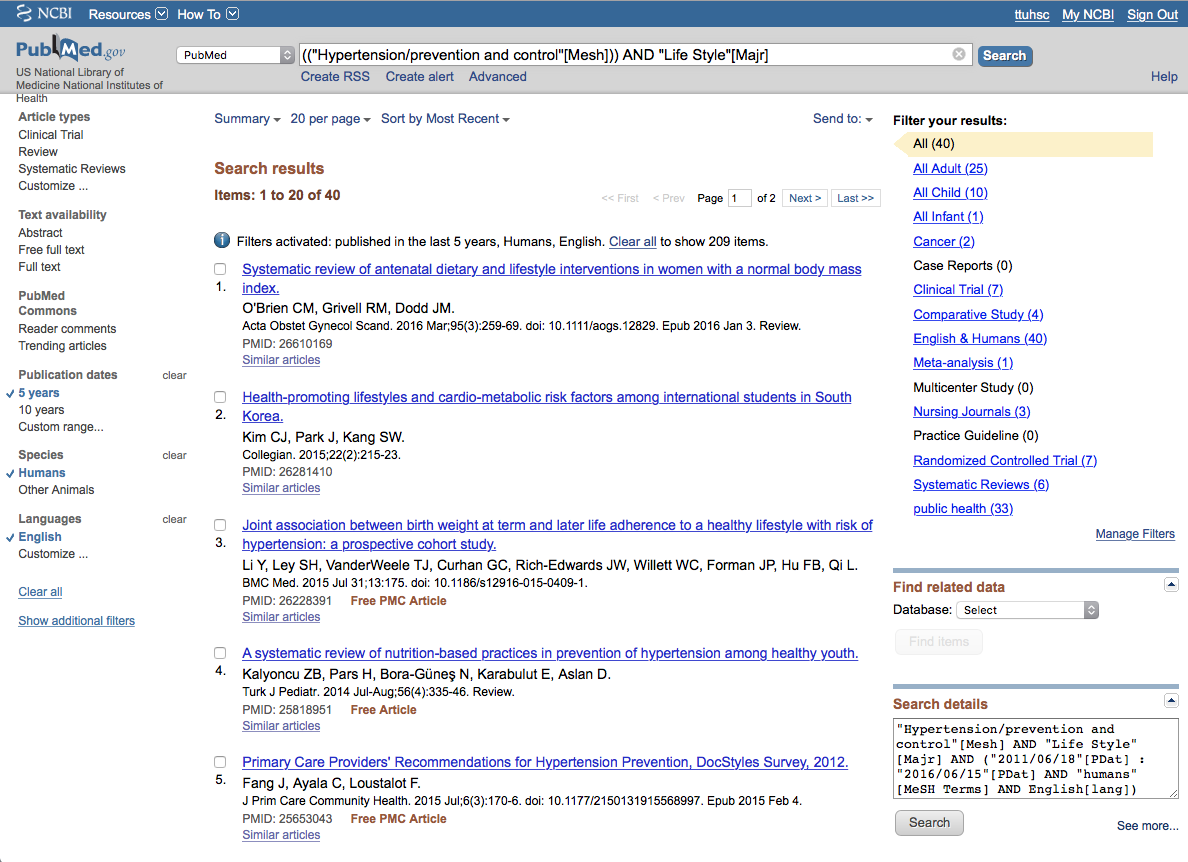 NCBI Resources How To ttuhsc My NCBI Sign Out
PubMed.gov
US National Library of
Medicine National Institutes of
Health
PubMed
(("Hypertension/prevention and control"[Mesh])) AND "Life Style"[Majr]
Search
Create RSS Create alert Advanced
Help
Article types
Clinical Trial
Review
Systematic Reviews
Customize ...
Text availability
Abstract
Free full text
Full text
PubMed
Commons
Reader comments
Trending articles
Publication dates clear
5 years
10 years
Custom range...
Species clear
Humans
Other Animals
Languages clear
English
Customize ...
Clear all
Show additional filters
Summary 20 per page Sort by Most Recent Send to:
Search results
Items: 1 to 20 of 40
<< First < Prev Page 1 of 2 Next > Last >>
Filters activated: published in the last 5 years, Humans, English. Clear all to show 209 items.
Systematic review of antenatal dietary and lifestyle interventions in women with a normal body mass
1. index.
O'Brien CM, Grivell RM, Dodd JM.
Acta Obstet Gynecol Scand. 2016 Mar;95(3):259-69. doi: 10.1111/aogs.12829. Epub 2016 Jan 3. Review.
PMID: 26610169
Similar articles
Health-promoting lifestyles and cardio-metabolic risk factors among international students in South
2. Korea.
Kim CJ, Park J, Kang SW.
Collegian. 2015;22(2):215-23.
PMID: 26281410
Similar articles
Joint association between birth weight at term and later life adherence to a healthy lifestyle with risk of
3. hypertension: a prospective cohort study.
Li Y, Ley SH, VanderWeele TJ, Curhan GC, Rich-Edwards JW, Willett WC, Forman JP, Hu FB, Qi L.
BMC Med. 2015 Jul 31;13:175. doi: 10.1186/s12916-015-0409-1.
PMID: 26228391 Free PMC Article
Similar articles
A systematic review of nutrition-based practices in prevention of hypertension among healthy youth.
4. Kalyoncu ZB, Pars H, Bora-Güneş N, Karabulut E, Aslan D.
Turk J Pediatr. 2014 Jul-Aug;56(4):335-46. Review.
PMID: 25818951 Free Article
Similar articles
Primary Care Providers' Recommendations for Hypertension Prevention, DocStyles Survey, 2012.
5. Fang J, Ayala C, Loustalot F.
J Prim Care Community Health. 2015 Jul;6(3):170-6. doi: 10.1177/2150131915568997. Epub 2015 Feb 4.
PMID: 25653043 Free PMC Article
Similar articles
Filter your results:
All (40)
All Adult (25)
All Child (10)
All Infant (1)
Cancer (2)
Case Reports (0)
Clinical Trial (7)
Comparative Study (4)
English & Humans (40)
Meta-analysis (1)
Multicenter Study (0)
Nursing Journals (3)
Practice Guideline (0)
Randomized Controlled Trial (7)
Systematic Reviews (6)
public health (33)
Manage Filters
Find related data
Database: Select
Find items
Search details
"Hypertension/prevention and
control"[Mesh] AND "Life Style"
[Majr] AND ("2011/06/18"[PDat] :
"2016/06/15"[PDat] AND "humans"
[MeSH Terms] AND English[lang])
Search
See more...